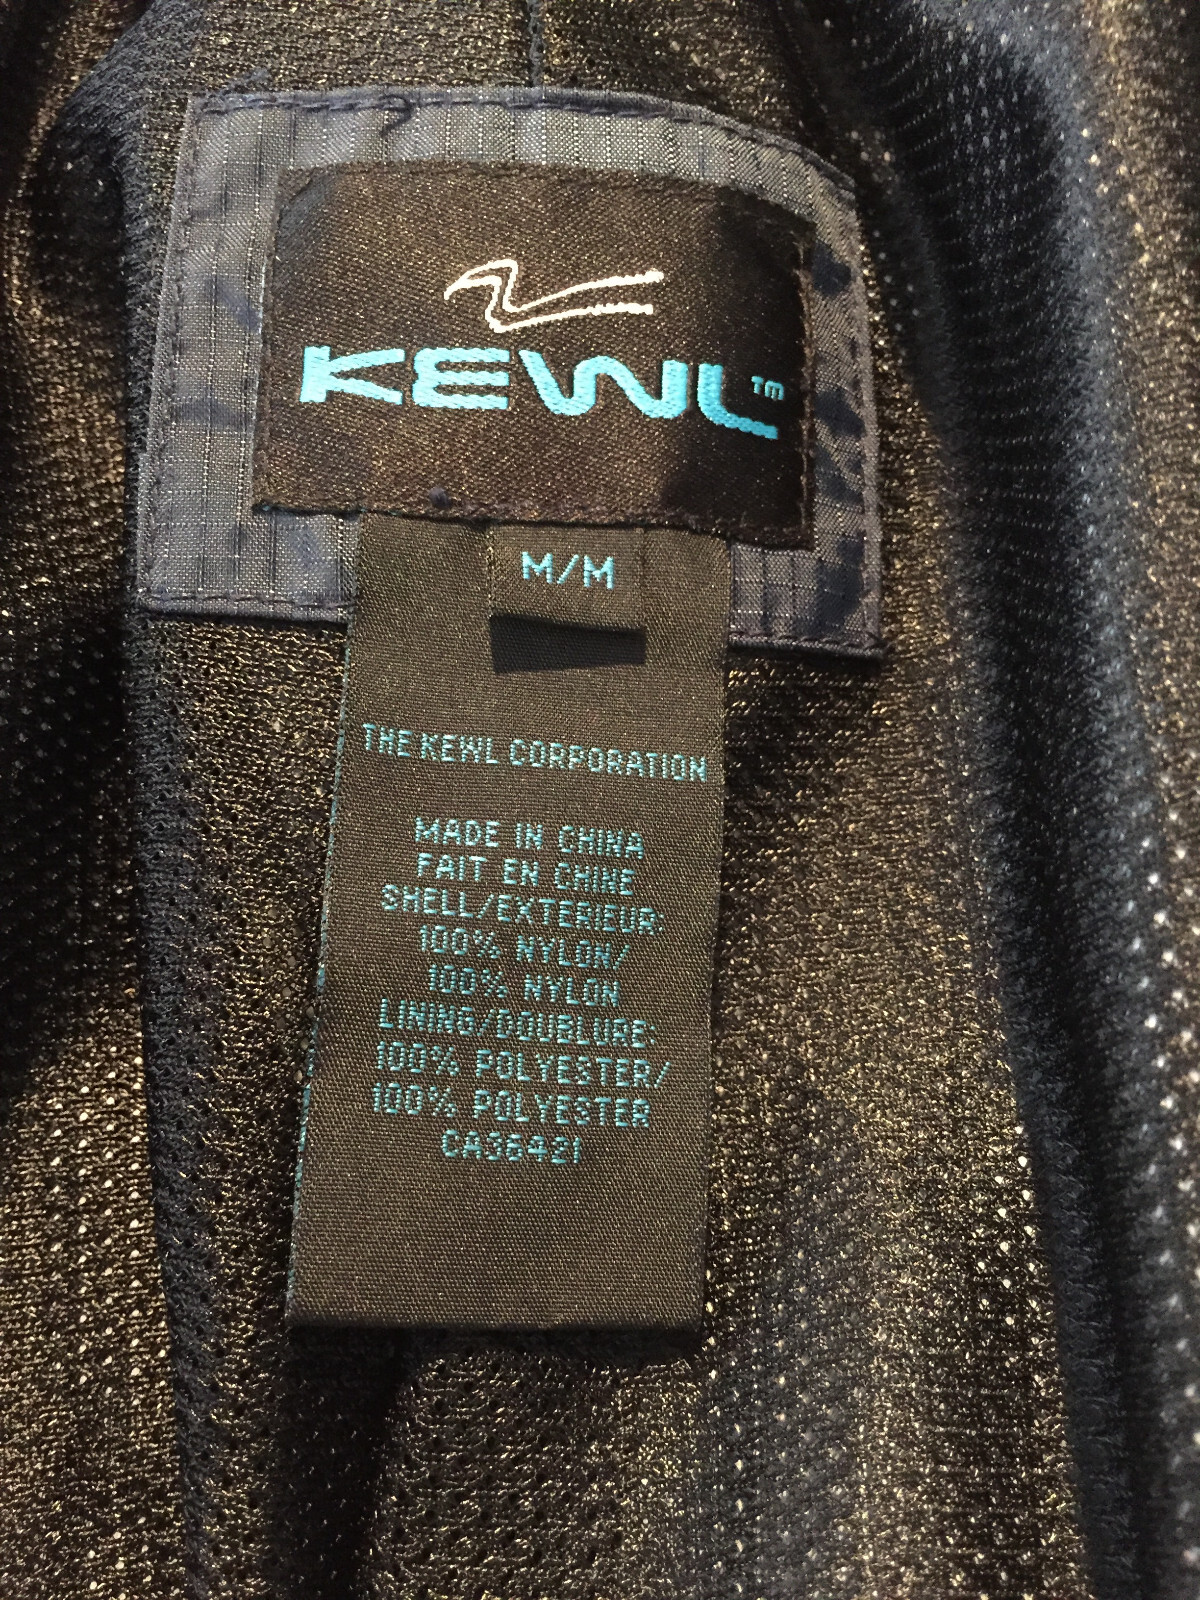 KEWL™
M/M
THE KEWL CORPORATION
MADE IN CHINA
FAIT EN CHINE
SHELL/EXTERIEUR:
100% NYLON/
100% NYLON
LINING/DOUBLURE:
100% POLYESTER/
100% POLYESTER
CA36421